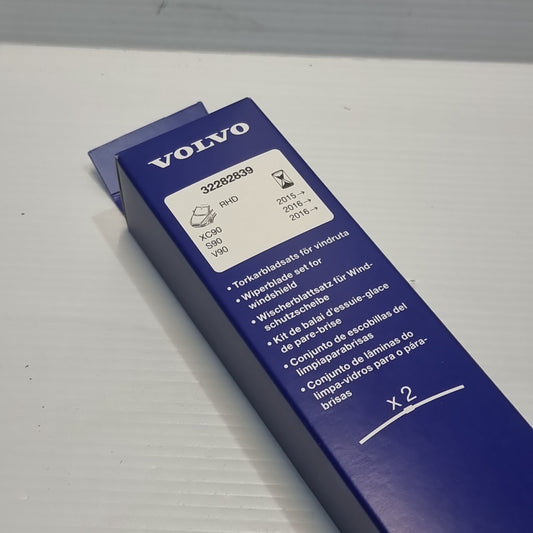 VOLVO
32282839
RHD
XC90 2015→
S90 2016→
V90 2016→
• Torkarbladsats för vindruta
• Wiperblade set for
windshield
• Wischerblattsatz für Wind-
schutzscheibe
• Kit de balai d'essuie-glace
de pare-brise
• Conjunto de escobillas del
limpiaparabrisas
• Conjunto de lâminas do
limpa-vidros para o pára-
brisas
x 2